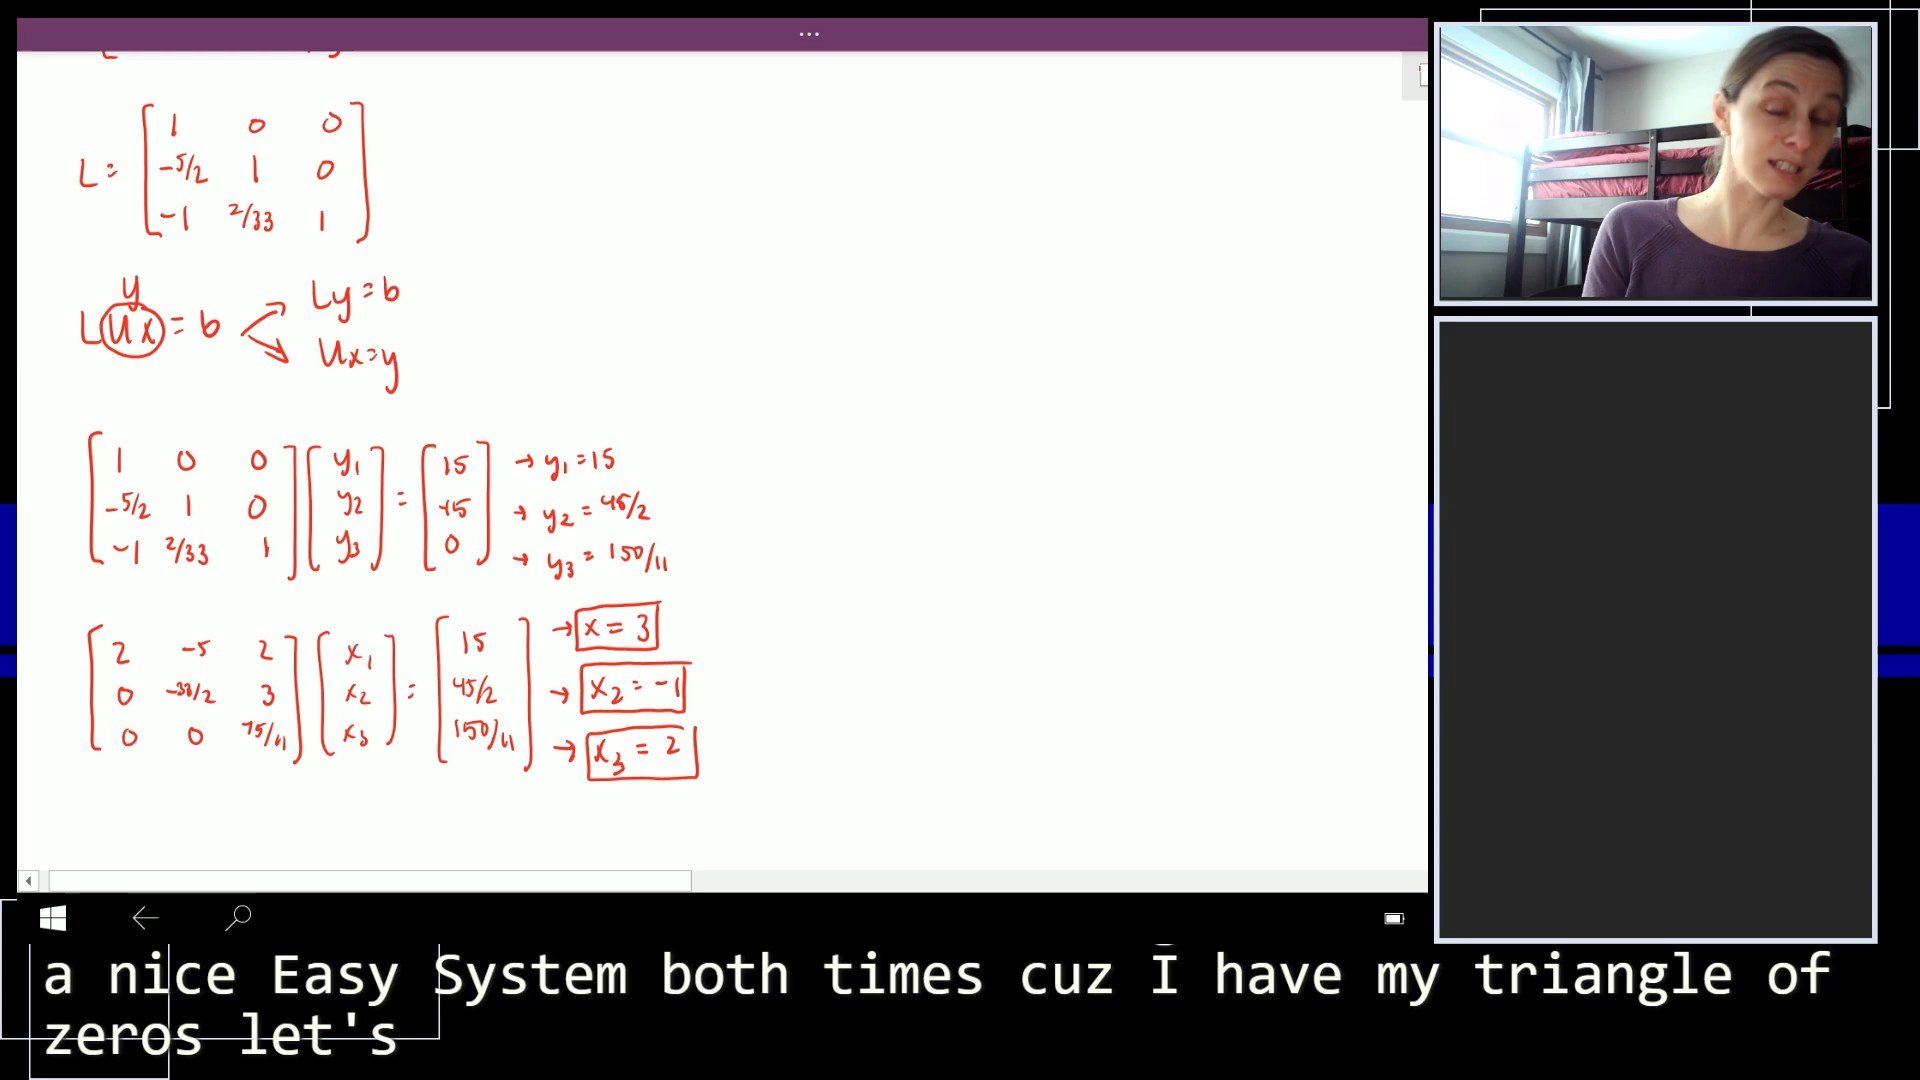 L = [ 1 0 0
-5/2 1 0
-1 2/33 1 ]
y
LUx = b
Ly = b
Ux = y
[ 1 0 0 ] [ y1 ] = [ 15 ] → y1 = 15
[ -5/2 1 0 ] [ y2 ] [ -15 ] → y2 = 45/2
[ -1 2/33 1 ] [ y3 ] [ 0 ] → y3 = 150/11
[ 2 -5 2 ] [ x1 ] = [ 15 ] → x = 3
[ 0 -33/2 3 ] [ x2 ] [ 45/2 ] → x2 = -1
[ 0 0 75/11 ] [ x3 ] [ 150/11 ] → x3 = 2
a nice Easy System both times cuz I have my triangle of
zeros let's